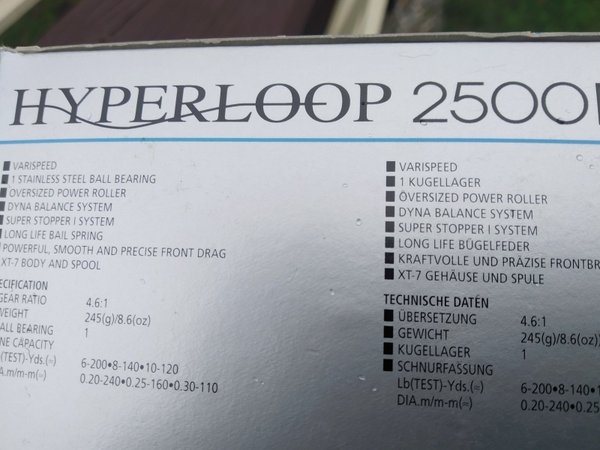 HYPERLOOP 2500
VARISPEED
1 STAINLESS STEEL BALL BEARING
OVERSIZED POWER ROLLER
DYNA BALANCE SYSTEM
SUPER STOPPER I SYSTEM
LONG LIFE BAIL SPRING
POWERFUL, SMOOTH AND PRECISE FRONT DRAG
XT-7 BODY AND SPOOL
ECIFICATION
GEAR RATIO 4.6:1
WEIGHT 245(g)/8.6(oz)
ALL BEARING 1
NE CAPACITY
(TEST)-Yds.(≈) 6-200•8-140•10-120
A.m/m-m(≈) 0.20-240•0.25-160•0.30-110
VARISPEED
1 KUGELLAGER
OVERSIZED POWER ROLLER
DYNA BALANCE SYSTEM
SUPER STOPPER I SYSTEM
LONG LIFE BÜGELFEDER
KRAFTVOLLE UND PRÄZISE FRONTBR
XT-7 GEHÄUSE UND SPULE
TECHNISCHE DATEN
ÜBERSETZUNG 4.6:1
GEWICHT 245(g)/8.6(oz)
KUGELLAGER 1
SCHNURFASSUNG
Lb(TEST)-Yds.(≈) 6-200•8-140•1
DIA.m/m-m(≈) 0.20-240•0.25